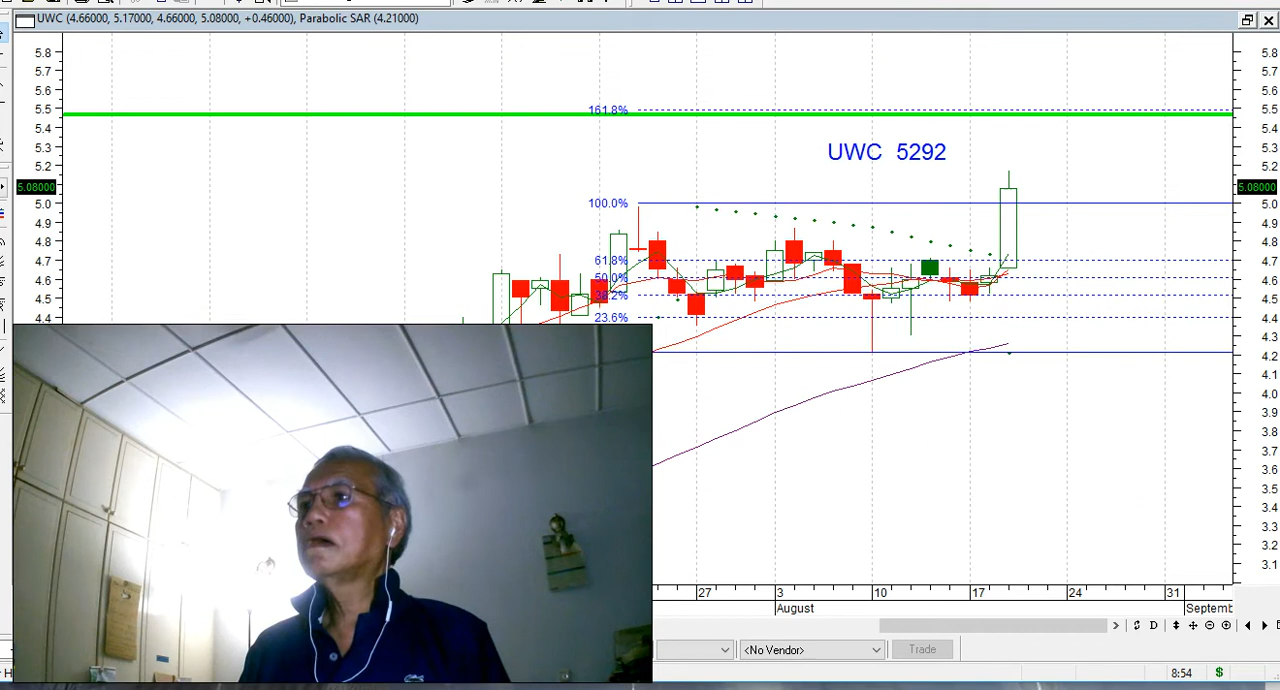 UWC (4.66000, 5.17000, 4.66000, 5.08000, +0.46000), Parabolic SAR (4.21000)
5.8 5.8
5.7 5.7
5.6 5.6
5.5 161.8% 5.5
5.4 5.4
5.3 UWC 5292 5.3
5.2 5.2
5.08000 5.08000
5.0 100.0% 5.0
4.9 4.9
4.8 4.8
4.7 61.8% 4.7
4.6 50.0% 4.6
4.5 38.2% 4.5
4.4 23.6% 4.4
4.3
4.2
4.1
4.0
3.9
3.8
3.7
3.6
3.5
3.4
3.3
3.2
3.1
27 3 10 17 24 31
August Septemb
D
<No Vendor> Trade
8:54 $